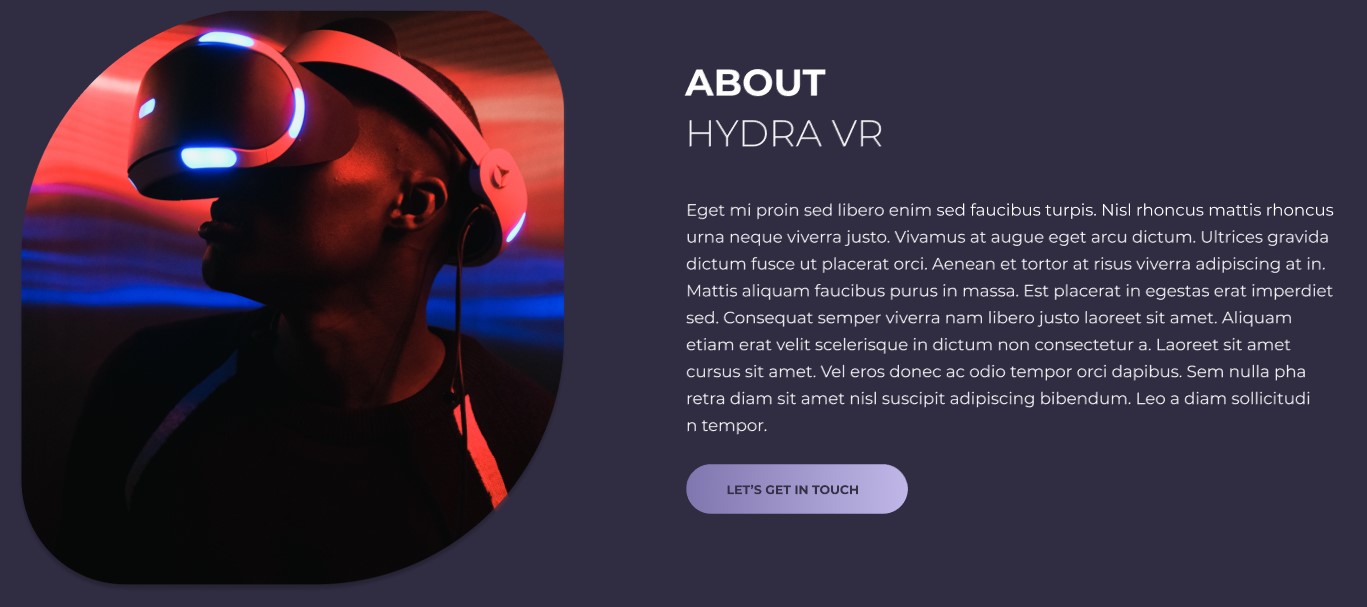 ABOUT
HYDRA VR
Eget mi proin sed libero enim sed faucibus turpis. Nisl rhoncus mattis rhoncus
urna neque viverra justo. Vivamus at augue eget arcu dictum. Ultrices gravida
dictum fusce ut placerat orci. Aenean et tortor at risus viverra adipiscing at in.
Mattis aliquam faucibus purus in massa. Est placerat in egestas erat imperdiet
sed. Consequat semper viverra nam libero justo laoreet sit amet. Aliquam
etiam erat velit scelerisque in dictum non consectetur a. Laoreet sit amet
cursus sit amet. Vel eros donec ac odio tempor orci dapibus. Sem nulla pha
retra diam sit amet nisl suscipit adipiscing bibendum. Leo a diam sollicitudi
n tempor.
LET’S GET IN TOUCH